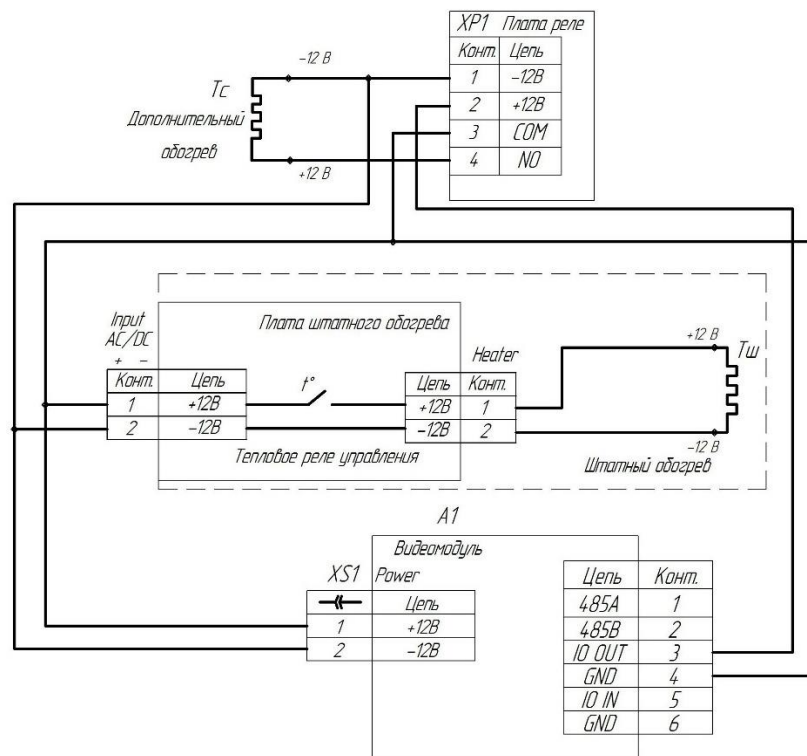 XP1 Плата реле
Конт. Цепь
1 -12В
2 +12В
3 COM
4 NO
-12 В
Тс
Дополнительный
обогрев
+12 В
Input
AC/DC
+ -
Конт. Цепь
1 +12В
2 -12В
Плата штатного обогрева
t°
Тепловое реле управления
Heater
Цепь Конт.
+12В 1
-12В 2
+12 В
Тш
-12 В
Штатный обогрев
A1
Видеомодуль
XS1 Power
Цепь
1 +12В
2 -12В
Цепь Конт.
485A 1
485B 2
IO OUT 3
GND 4
IO IN 5
GND 6